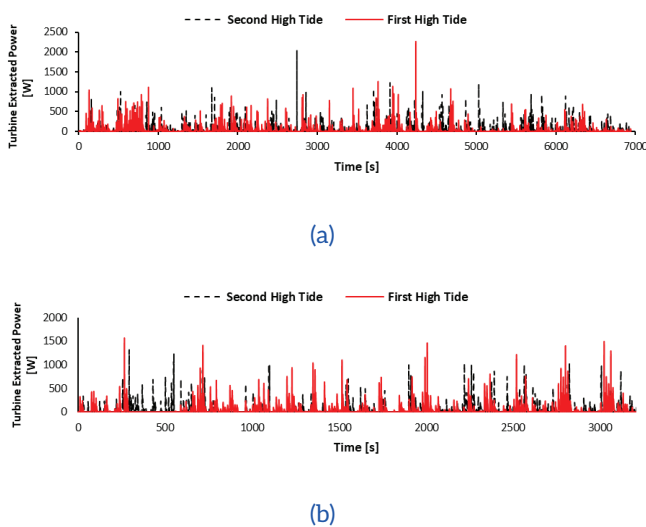 Second High Tide First High Tide
Turbine Extracted Power
[W]
2500
2000
1500
1000
500
0
0 1000 2000 3000 4000 5000 6000 7000
Time [s]
(a)
Second High Tide First High Tide
Turbine Extracted Power
[W]
2000
1500
1000
500
0
0 500 1000 1500 2000 2500 3000
Time [s]
(b)